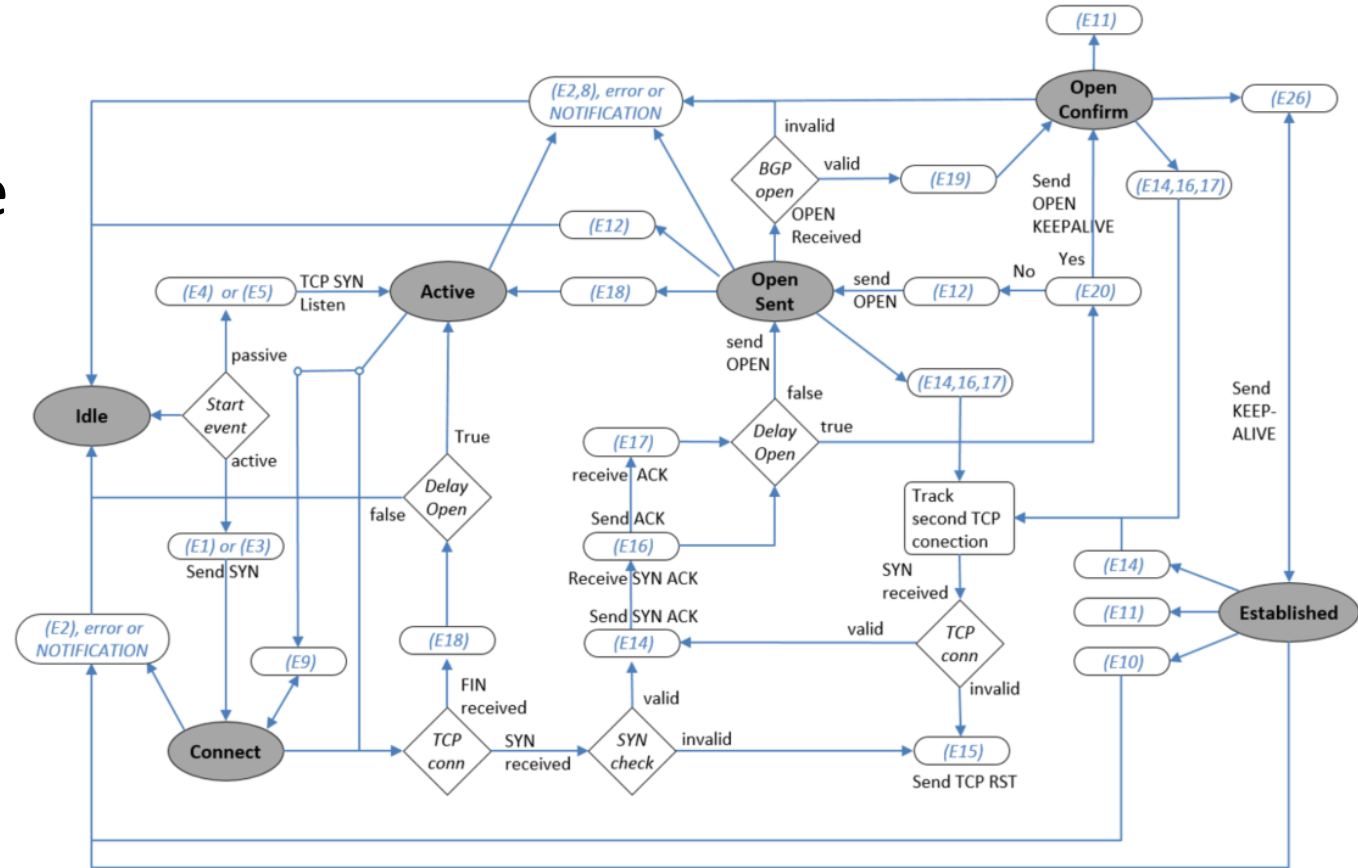 (E11)
Open
Confirm
(E2,8), error or
NOTIFICATION
(E26)
invalid
BGP
open
valid
(E19)
Send
OPEN
KEEPALIVE
(E14,16,17)
e
OPEN
Received
(E12)
Yes
No
(E4) or (E5)
TCP SYN
Listen
Active
(E18)
Open
Sent
send
OPEN
(E12)
(E20)
passive
send
OPEN
(E14,16,17)
Idle
Start
event
false
Send
KEEP-
ALIVE
active
True
(E17)
Delay
Open
true
receive ACK
Delay
Open
false
Send ACK
Track
second TCP
conection
(E1) or (E3)
Send SYN
(E16)
Receive SYN ACK
SYN
received
(E14)
Send SYN ACK
(E11)
Established
(E2), error or
NOTIFICATION
(E18)
(E14)
valid
TCP
conn
(E9)
(E10)
FIN
received
valid
invalid
Connect
TCP
conn
SYN
received
SYN
check
invalid
(E15)
Send TCP RST